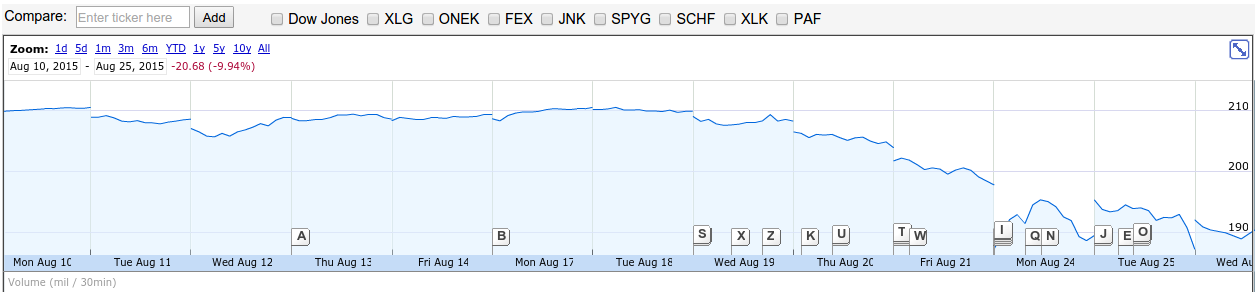 Compare: Enter ticker here Add Dow Jones XLG ONEK FEX JNK SPYG SCHF XLK PAF
Zoom: 1d 5d 1m 3m 6m YTD 1y 5y 10y All
Aug 10, 2015 - Aug 25, 2015 -20.68 (-9.94%)
210
200
190
A B S X Z K U T W I Q N J E O
Mon Aug 10 Tue Aug 11 Wed Aug 12 Thu Aug 13 Fri Aug 14 Mon Aug 17 Tue Aug 18 Wed Aug 19 Thu Aug 20 Fri Aug 21 Mon Aug 24 Tue Aug 25 Wed Au
Volume (mil / 30min)